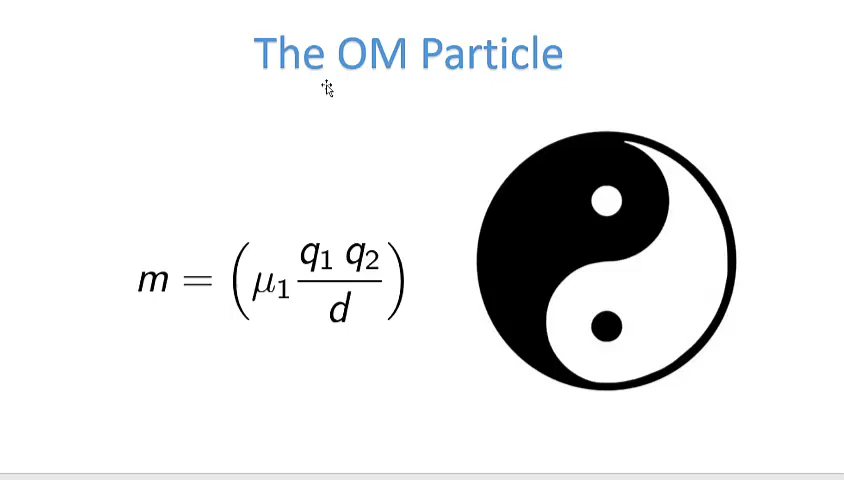 The OM Particle
m = (μ₁ q₁ q₂ / d)